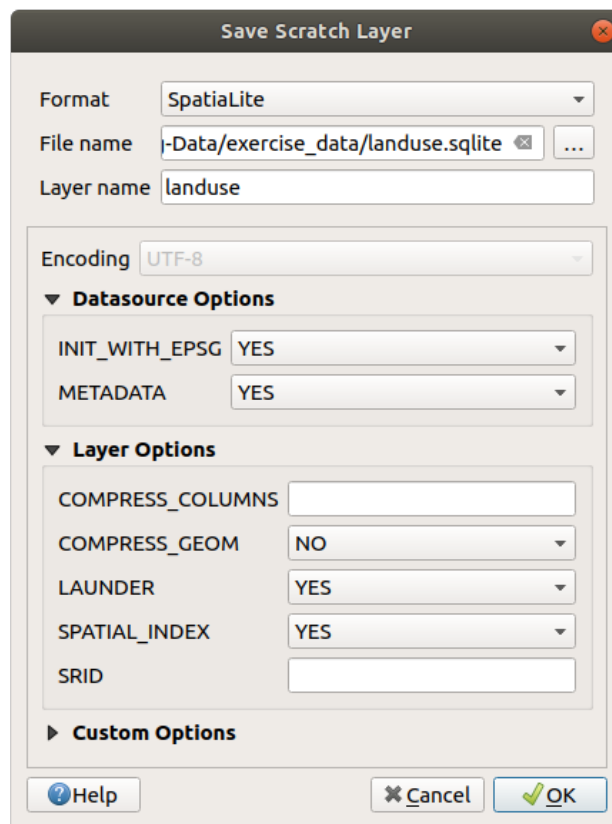 Save Scratch Layer
Format SpatiaLite
File name -Data/exercise_data/landuse.sqlite ...
Layer name landuse
Encoding UTF-8
Datasource Options
INIT_WITH_EPSG YES
METADATA YES
Layer Options
COMPRESS_COLUMNS
COMPRESS_GEOM NO
LAUNDER YES
SPATIAL_INDEX YES
SRID
Custom Options
Help Cancel OK